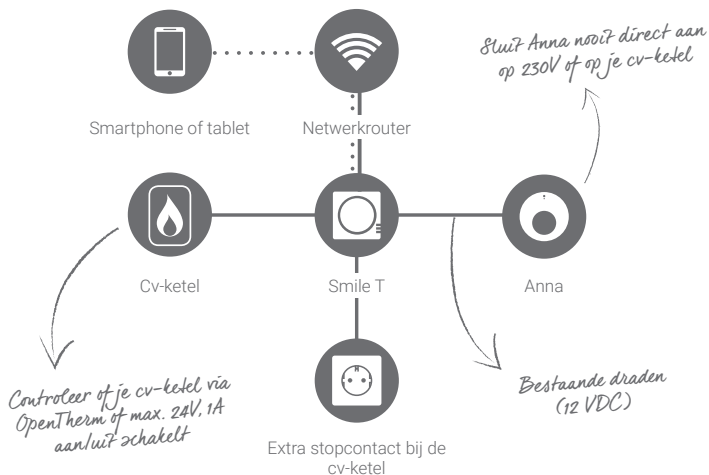 Sluit Anna nooit direct aan
op 230V of op je cv-ketel
Smartphone of tablet
Netwerkrouter
Cv-ketel
Smile T
Anna
Controleer of je cv-ketel via
OpenTherm of max. 24V, 1A
aan/uit schakelt
Bestaande draden
(12 VDC)
Extra stopcontact bij de
cv-ketel